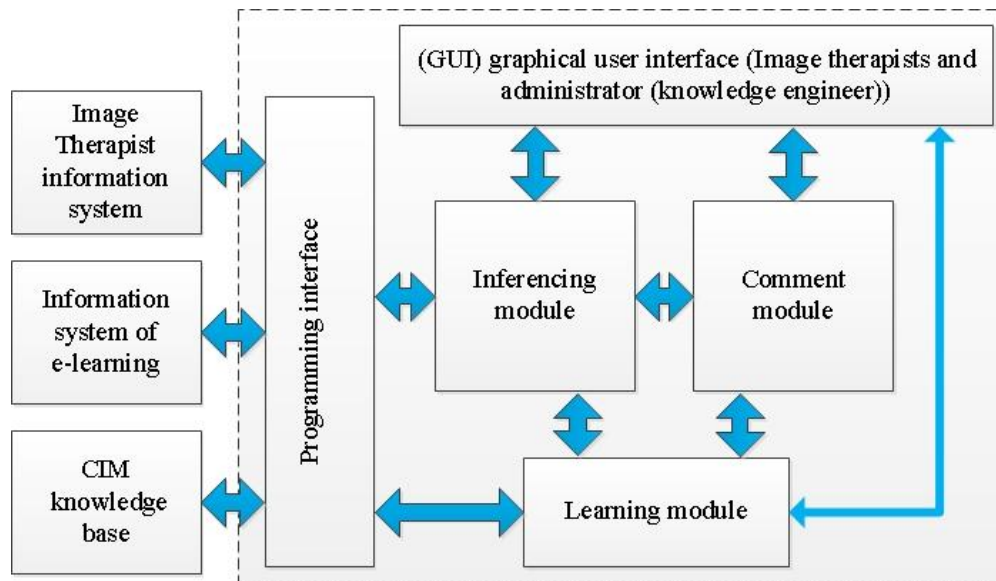 (GUI) graphical user interface (Image therapists and
administrator (knowledge engineer))
Image
Therapist
information
system
Information
system of
e-learning
CIM
knowledge
base
Programming interface
Inferencing
module
Comment
module
Learning module